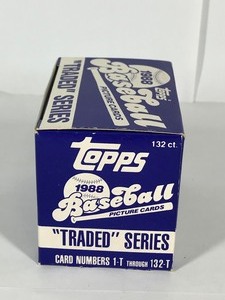 "TRADED" SERIES
1988
Baseball
PICTURE CARDS
132 ct.
TOPPS
1988
Baseball
PICTURE CARDS
"TRADED" SERIES
CARD NUMBERS 1-T THROUGH 132-T